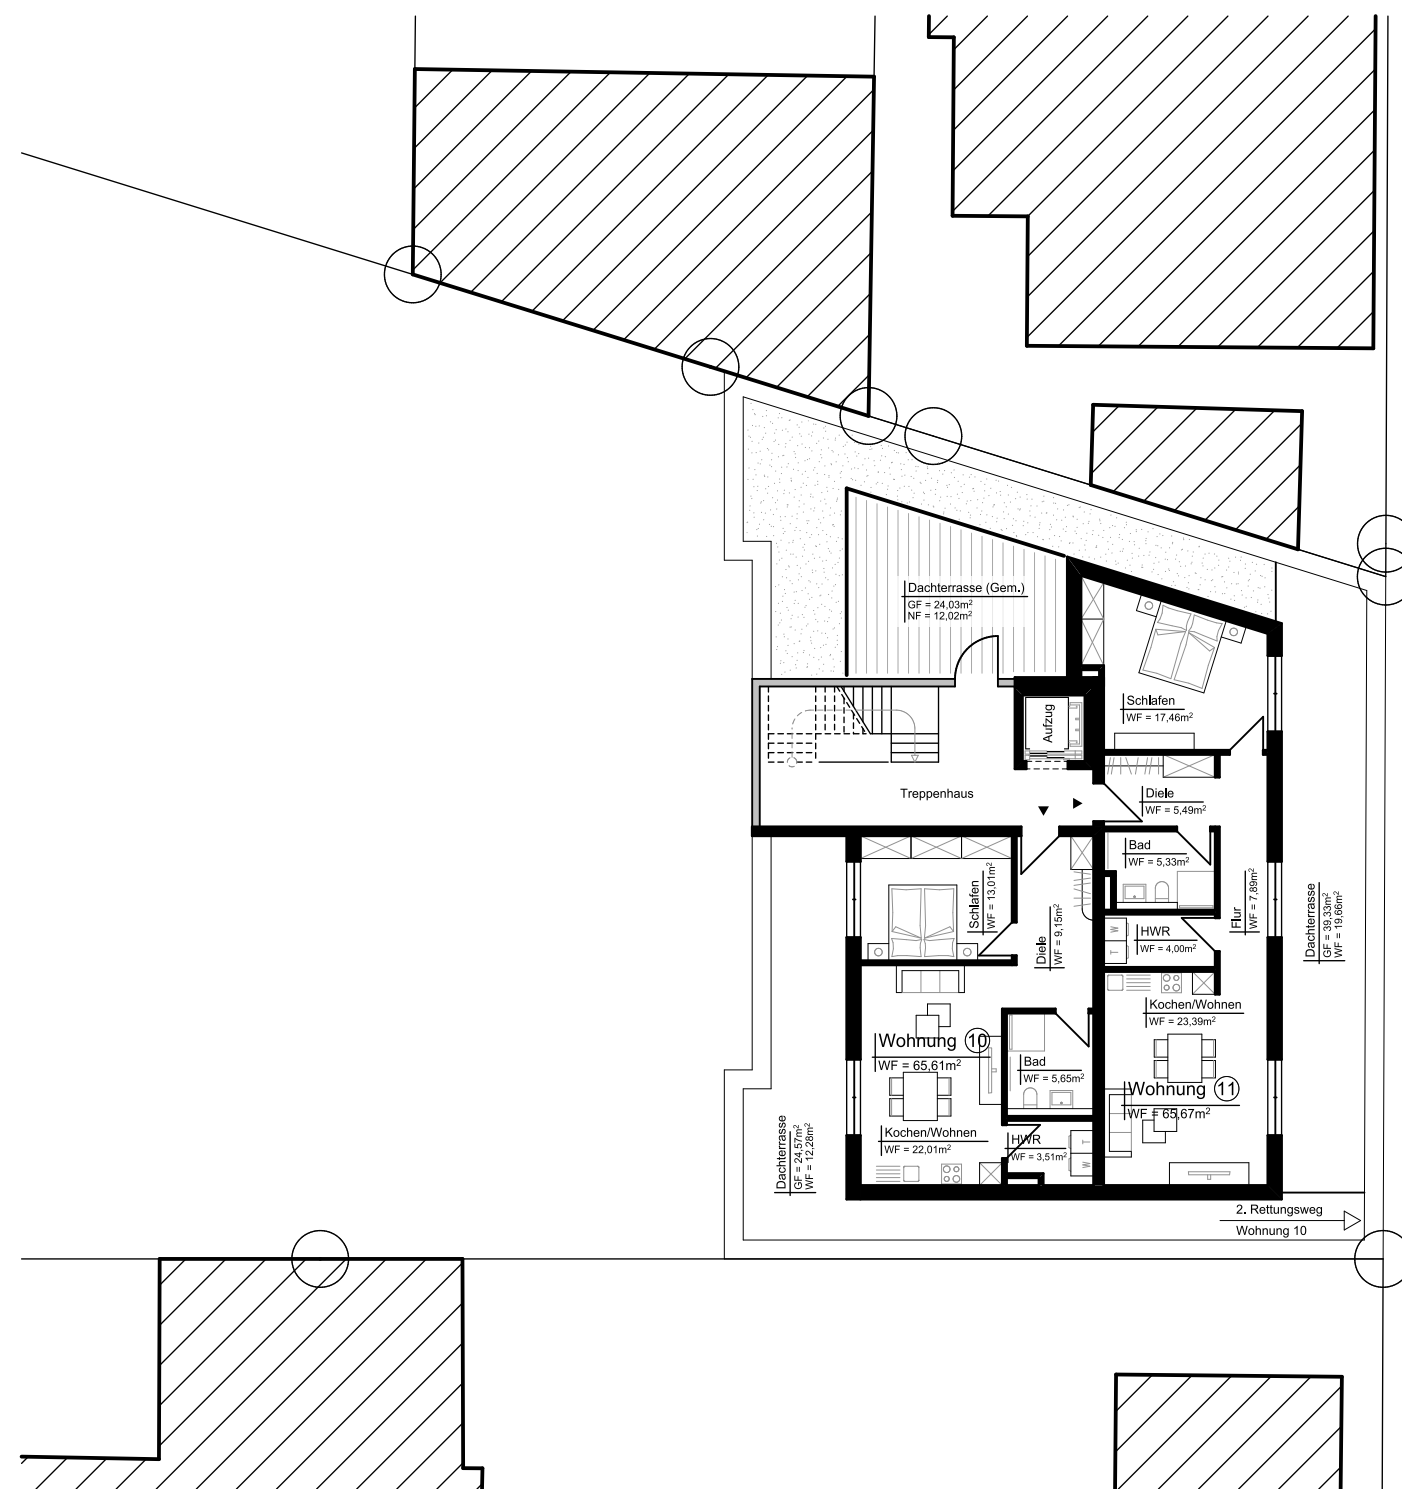 Dachterrasse (Gem.)
GF = 24,03m²
NF = 12,02m²
Schlafen
WF = 17,46m²
Aufzug
Treppenhaus
Diele
WF = 5,49m²
Bad
WF = 5,33m²
Schlafen
WF = 13,01m²
Diele
WF = 9,15m²
Flur
WF = 7,89m²
Dachterrasse
GF = 39,33m²
WF = 19,66m²
W
T
HWR
WF = 4,00m²
Kochen/Wohnen
WF = 23,39m²
Wohnung 10
WF = 65,61m²
Bad
WF = 5,65m²
Wohnung 11
WF = 65,67m²
Kochen/Wohnen
WF = 22,01m²
HWR
WF = 3,51m²
T
W
Dachterrasse
GF = 24,57m²
WF = 12,28m²
2. Rettungsweg
Wohnung 10